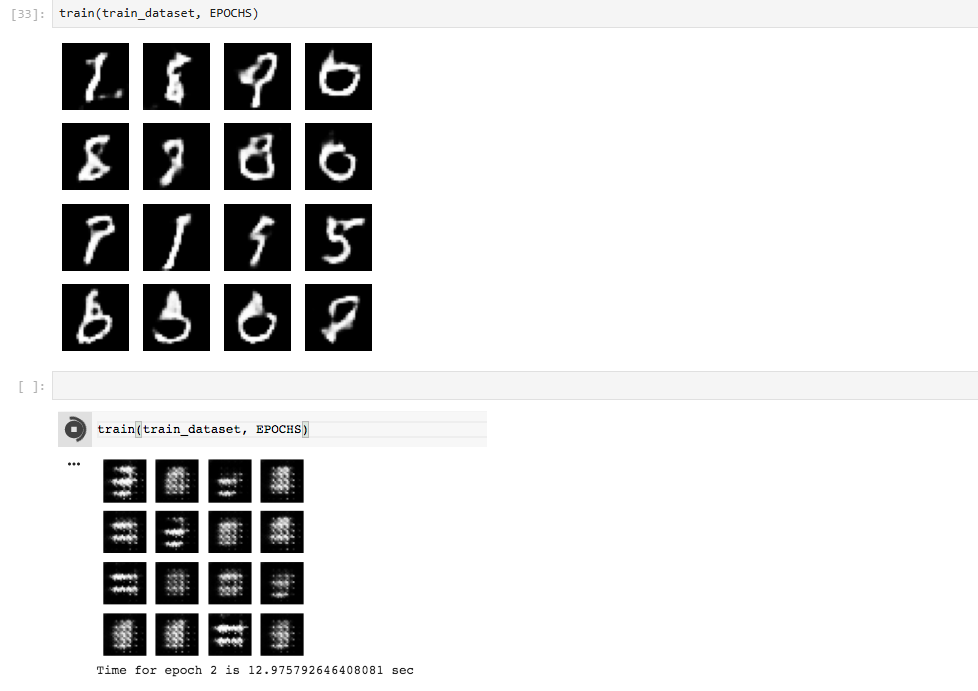 [33]: train(train_dataset, EPOCHS)
[ ]:
train(train_dataset, EPOCHS)
...
Time for epoch 2 is 12.975792646408081 sec